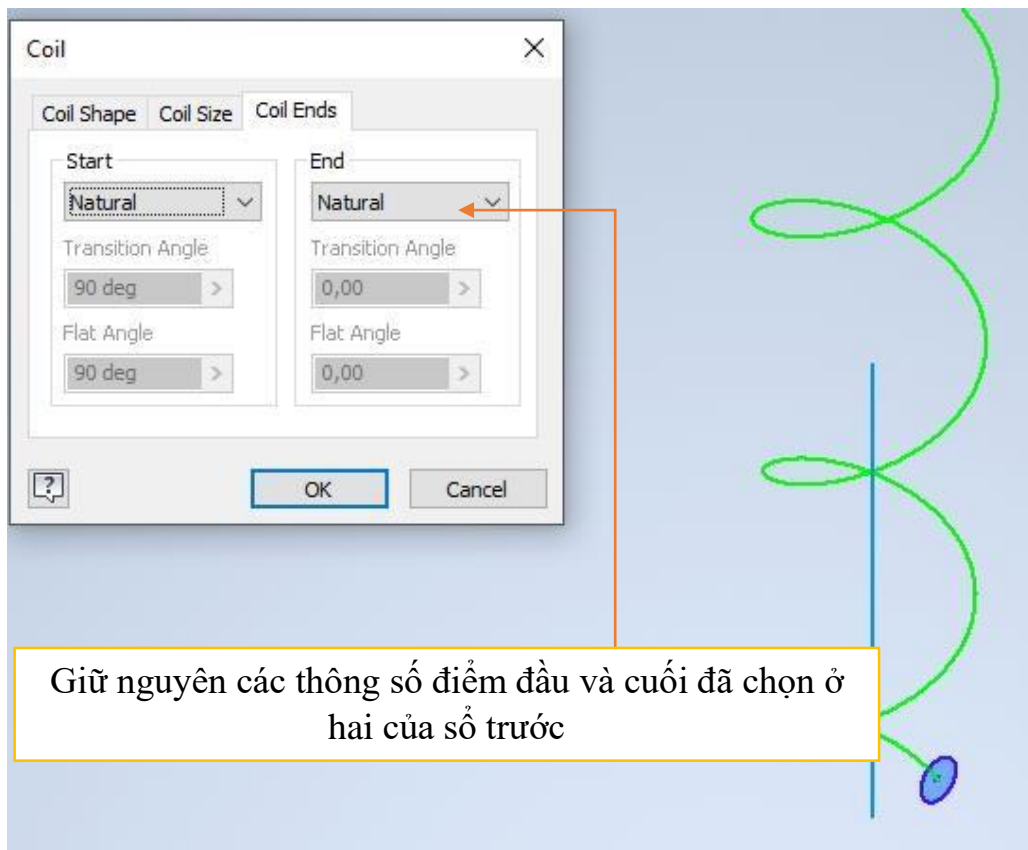 Coil
Coil Shape Coil Size Coil Ends
Start End
Natural Natural
Transition Angle Transition Angle
90 deg > 0,00 >
Flat Angle Flat Angle
90 deg > 0,00 >
? OK Cancel
Giữ nguyên các thông số điểm đầu và cuối đã chọn ở
hai của sổ trước